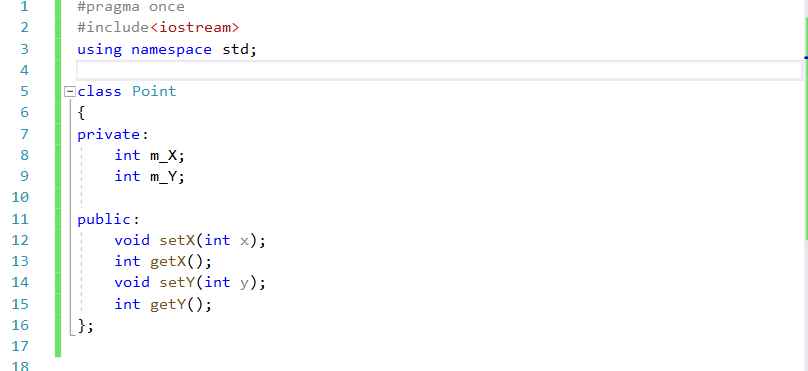 1 #pragma once
2 #include<iostream>
3 using namespace std;
4
5 class Point
6 {
7 private:
8     int m_X;
9     int m_Y;
10
11 public:
12     void setX(int x);
13     int getX();
14     void setY(int y);
15     int getY();
16 };
17
18